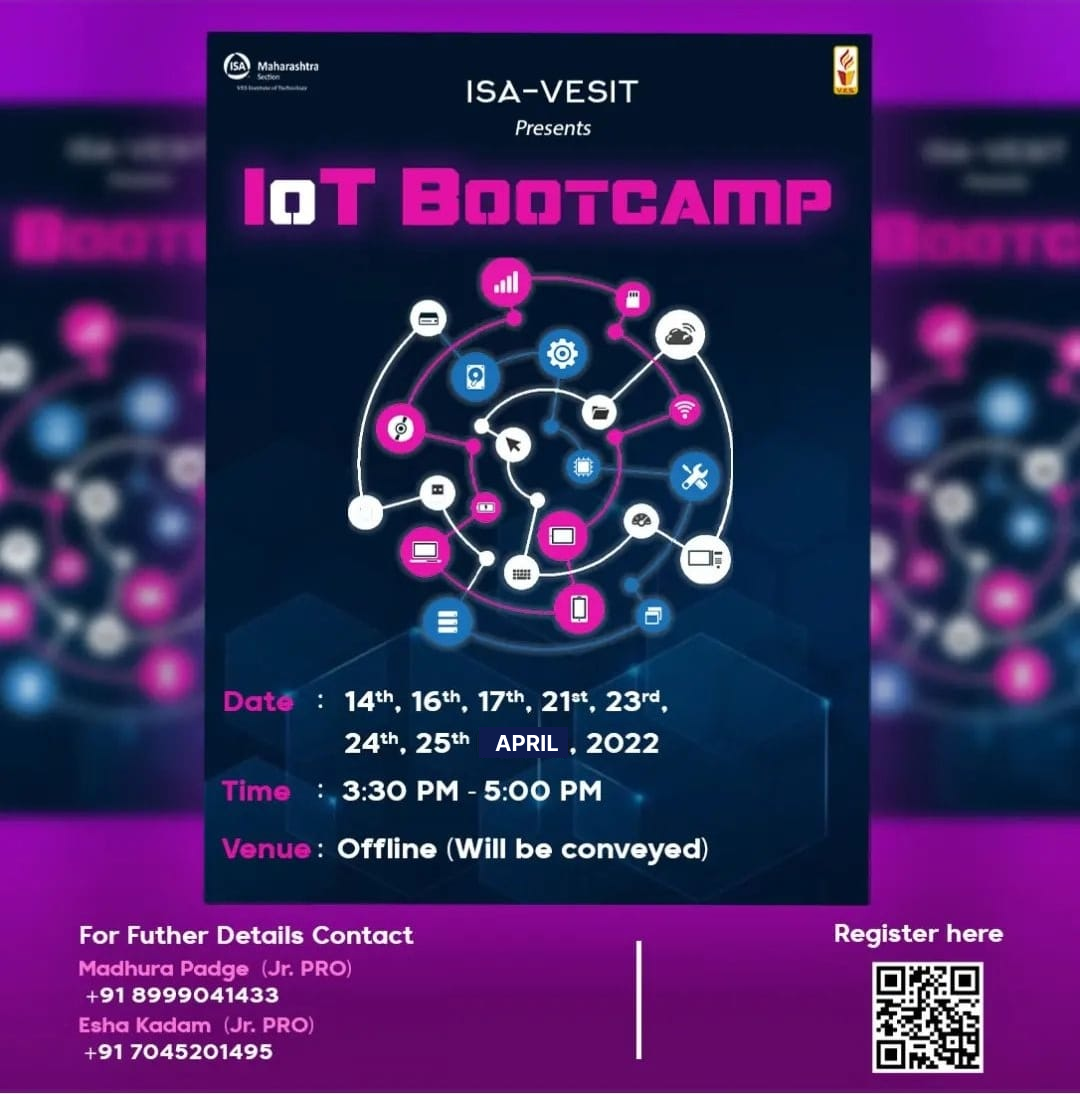 ISA Maharashtra
Section
VES Institute of Technology
V.E.S.
ISA-VESIT
Presents
IoT Bootcamp
Date : 14th, 16th, 17th, 21st, 23rd,
24th, 25th APRIL , 2022
Time : 3:30 PM - 5:00 PM
Venue : Offline (Will be conveyed)
For Futher Details Contact
Madhura Padge (Jr. PRO)
+91 8999041433
Esha Kadam (Jr. PRO)
+91 7045201495
Register here